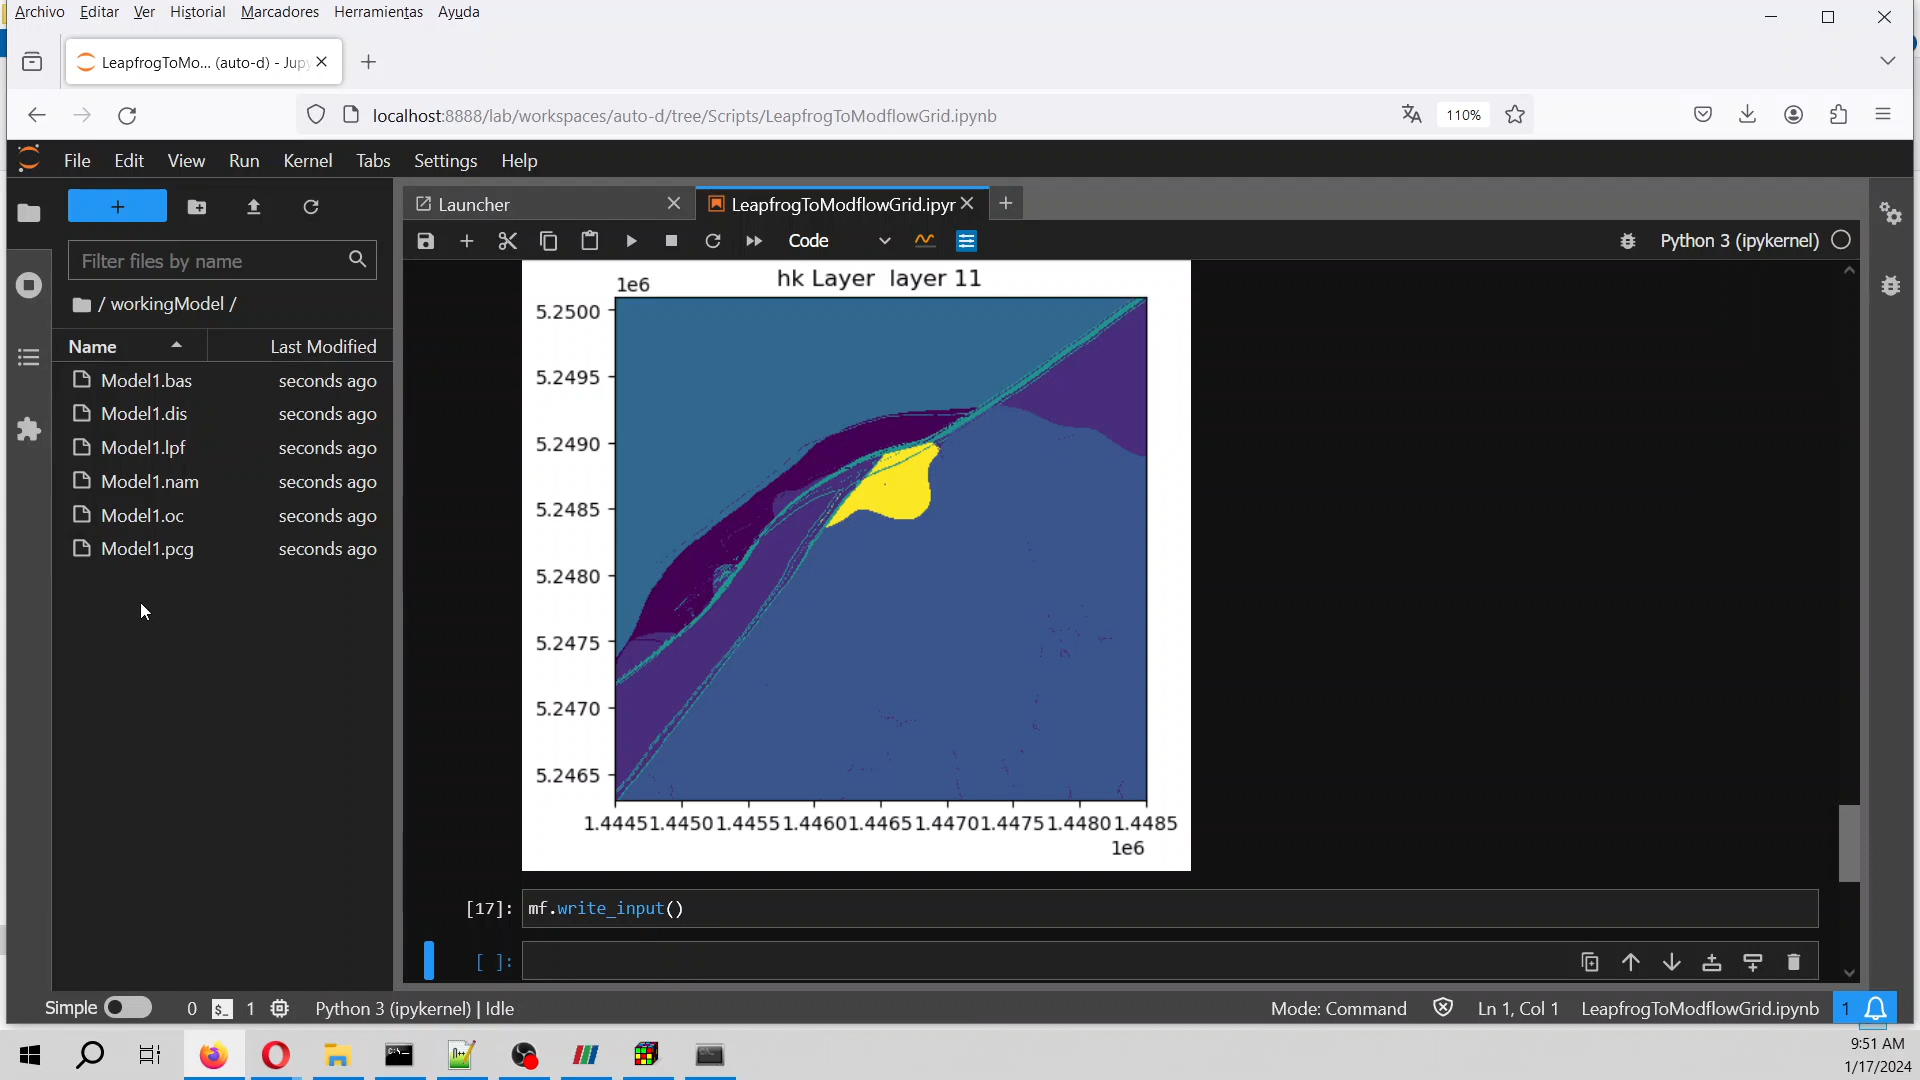 Archivo Editar Ver Historial Marcadores Herramientas Ayuda
LeapfrogToMo... (auto-d) - Jup
localhost:8888/lab/workspaces/auto-d/tree/Scripts/LeapfrogToModflowGrid.ipynb
110%
File Edit View Run Kernel Tabs Settings Help
Launcher
LeapfrogToModflowGrid.ipyr
Code
Python 3 (ipykernel)
Filter files by name
/ workingModel /
Name Last Modified
Model1.bas seconds ago
Model1.dis seconds ago
Model1.lpf seconds ago
Model1.nam seconds ago
Model1.oc seconds ago
Model1.pcg seconds ago
hk Layer  layer 11
1e6
5.2500
5.2495
5.2490
5.2485
5.2480
5.2475
5.2470
5.2465
1.4445 1.4450 1.4455 1.4460 1.4465 1.4470 1.4475 1.4480 1.4485
1e6
[17]: mf.write_input()
[ ]:
Simple 0 $_ 1 Python 3 (ipykernel) | Idle
Mode: Command Ln 1, Col 1 LeapfrogToModflowGrid.ipynb 1
9:51 AM
1/17/2024